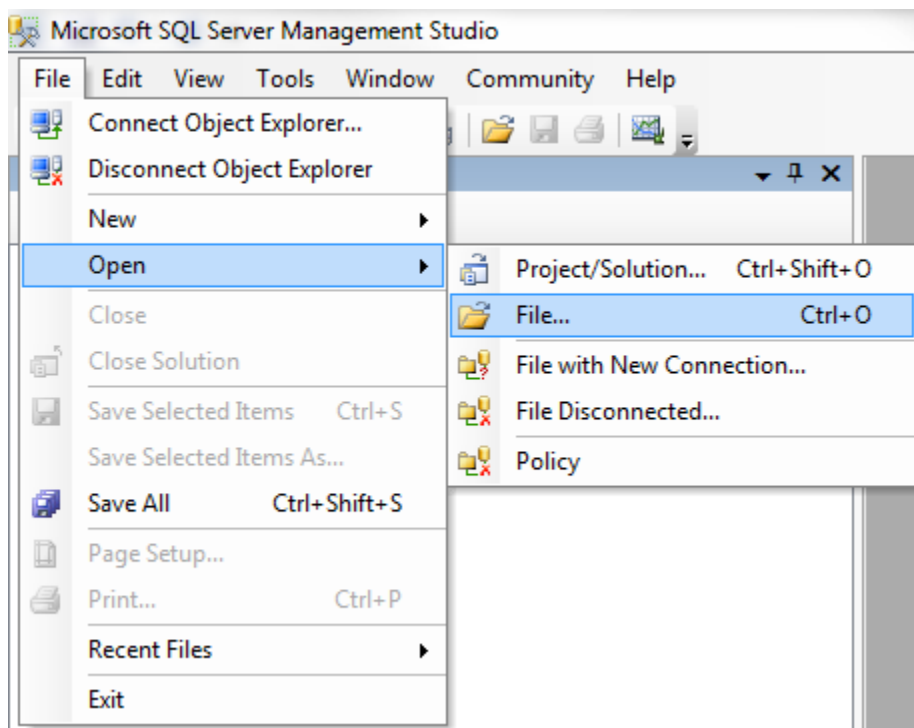 Microsoft SQL Server Management Studio
File Edit View Tools Window Community Help
Connect Object Explorer...
Disconnect Object Explorer
New
Open
Project/Solution... Ctrl+Shift+O
Close
File... Ctrl+O
Close Solution
File with New Connection...
Save Selected Items Ctrl+S
File Disconnected...
Save Selected Items As...
Policy
Save All Ctrl+Shift+S
Page Setup...
Print... Ctrl+P
Recent Files
Exit